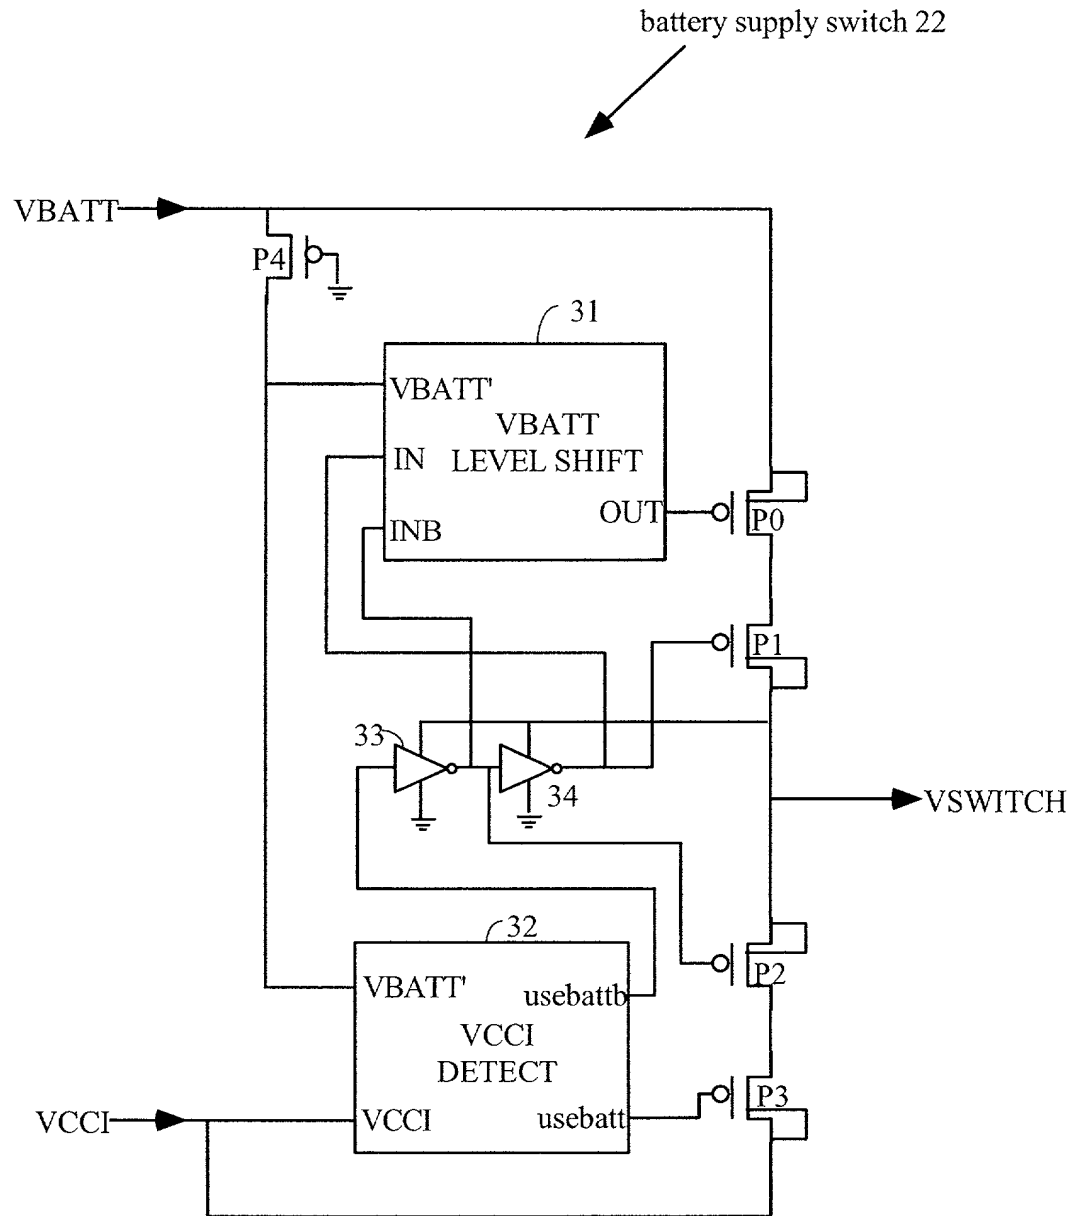 battery supply switch 22
VBATT
P4
31
VBATT'
VBATT
LEVEL SHIFT
IN
OUT
INB
P0
P1
33
34
VSWITCH
32
VBATT'
usebattb
P2
VCCI
DETECT
P3
VCCI
VCCI
usebatt